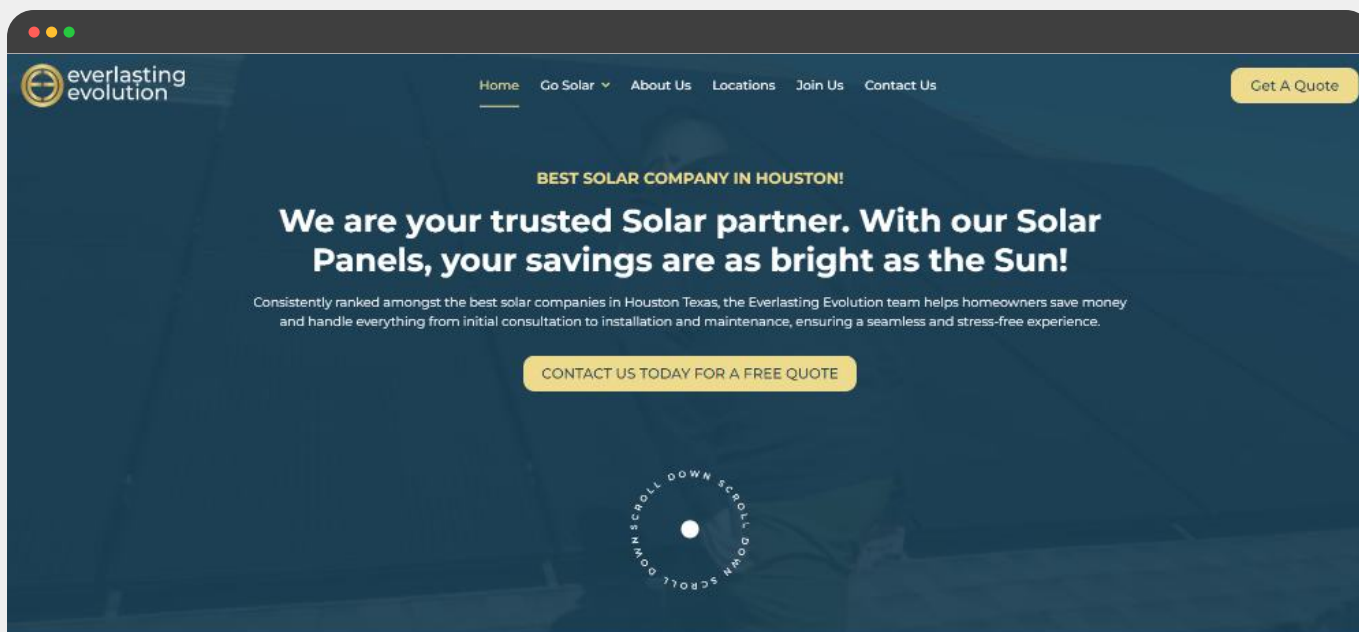 everlasting
evolution
Home Go Solar About Us Locations Join Us Contact Us
Get A Quote
BEST SOLAR COMPANY IN HOUSTON!
We are your trusted Solar partner. With our Solar
Panels, your savings are as bright as the Sun!
Consistently ranked amongst the best solar companies in Houston Texas, the Everlasting Evolution team helps homeowners save money
and handle everything from initial consultation to installation and maintenance, ensuring a seamless and stress-free experience.
CONTACT US TODAY FOR A FREE QUOTE
SCROLL DOWN SCROLL DOWN SCROLL DOWN